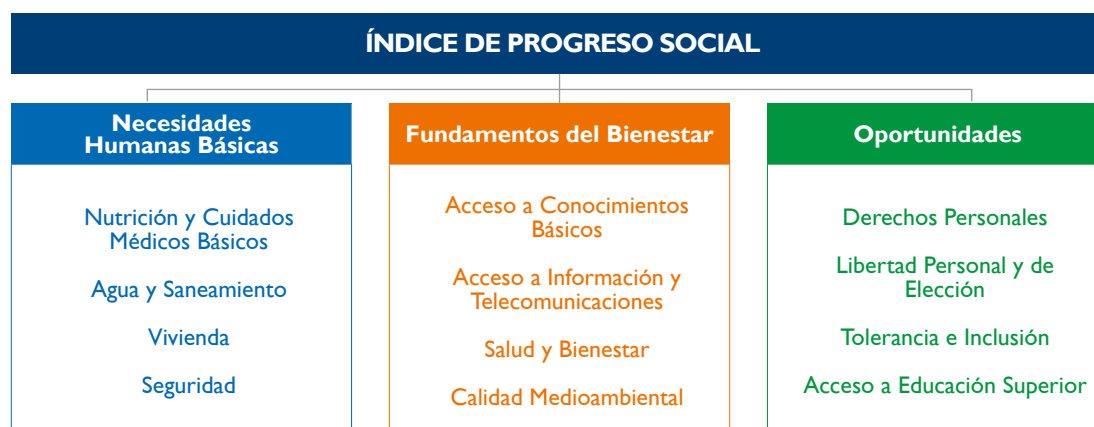 ÍNDICE DE PROGRESO SOCIAL
Necesidades
Humanas Básicas
Nutrición y Cuidados
Médicos Básicos
Agua y Saneamiento
Vivienda
Seguridad
Fundamentos del Bienestar
Acceso a Conocimientos
Básicos
Acceso a Información y
Telecomunicaciones
Salud y Bienestar
Calidad Medioambiental
Oportunidades
Derechos Personales
Libertad Personal y de
Elección
Tolerancia e Inclusión
Acceso a Educación Superior